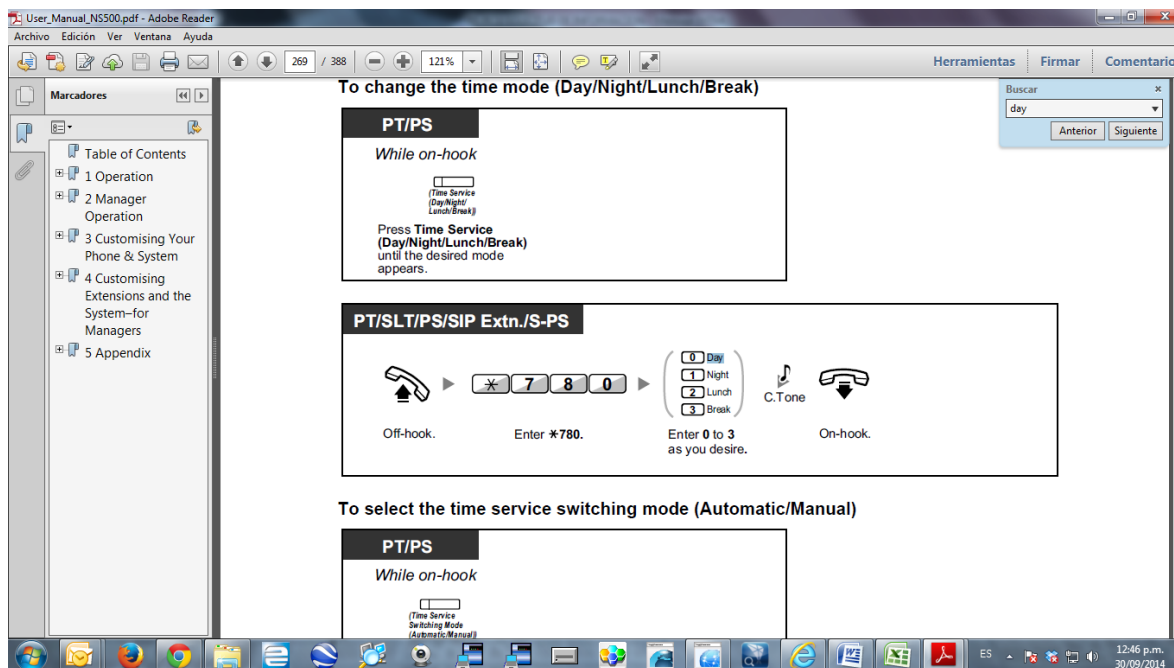 User_Manual_NS500.pdf - Adobe Reader
Archivo Edición Ver Ventana Ayuda
269 / 388 121% Herramientas Firmar Comentario
Marcadores
Table of Contents
1 Operation
2 Manager
Operation
3 Customising Your
Phone & System
4 Customising
Extensions and the
System–for
Managers
5 Appendix
Buscar
day
Anterior Siguiente
To change the time mode (Day/Night/Lunch/Break)
PT/PS
While on-hook
(Time Service
(Day/Night/
Lunch/Break))
Press Time Service
(Day/Night/Lunch/Break)
until the desired mode
appears.
PT/SLT/PS/SIP Extn./S-PS
7 8 0
0 Day
1 Night
2 Lunch
3 Break
C.Tone
Off-hook.
Enter *780.
Enter 0 to 3
as you desire.
On-hook.
To select the time service switching mode (Automatic/Manual)
PT/PS
While on-hook
(Time Service
Switching Mode
(Automatic/Manual))
ES 12:46 p.m.
30/09/2014